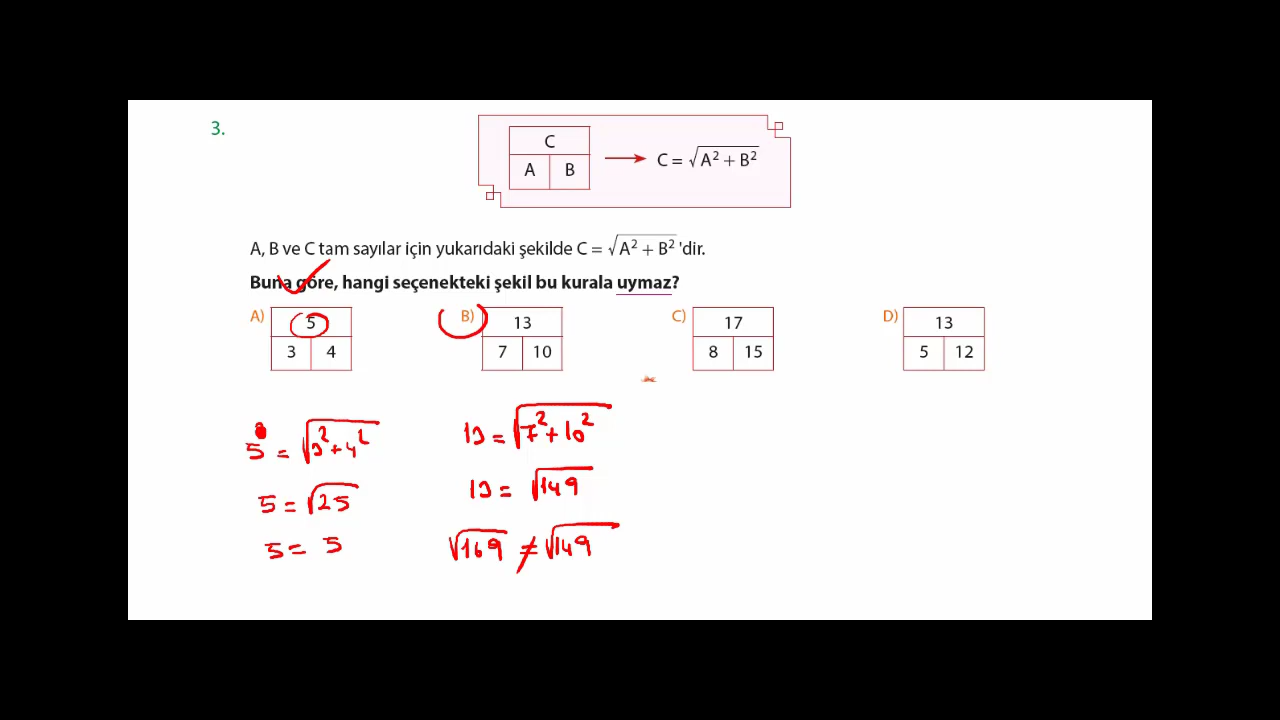 3.
C
A B
C = √A² + B²
A, B ve C tam sayılar için yukarıdaki şekilde C = √A² + B² 'dir.
Buna göre, hangi seçenekteki şekil bu kurala uymaz?
A) 5
3 4
B) 13
7 10
C) 17
8 15
D) 13
5 12
5 = √3² + 4²
5 = √25
5 = 5
13 = √7² + 10²
13 = √149
√169 ≠ √149